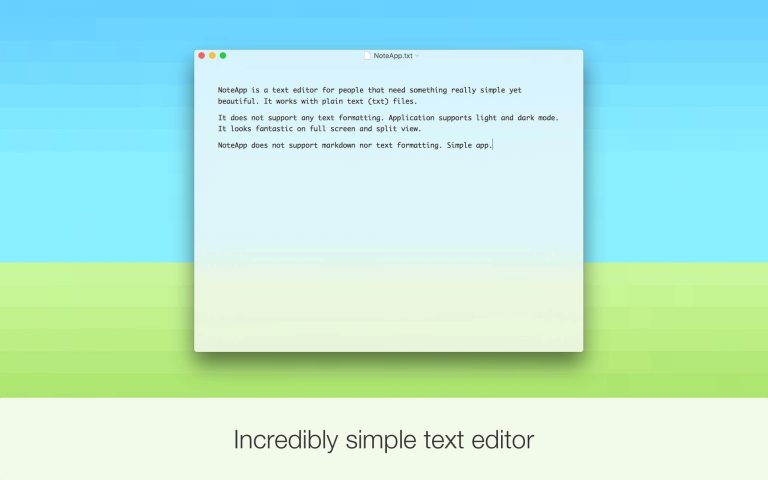 NoteApp.txt
NoteApp is a text editor for people that need something really simple yet
beautiful. It works with plain text (txt) files.
It does not support any text formatting. Application supports light and dark mode.
It looks fantastic on full screen and split view.
NoteApp does not support markdown nor text formatting. Simple app.
Incredibly simple text editor